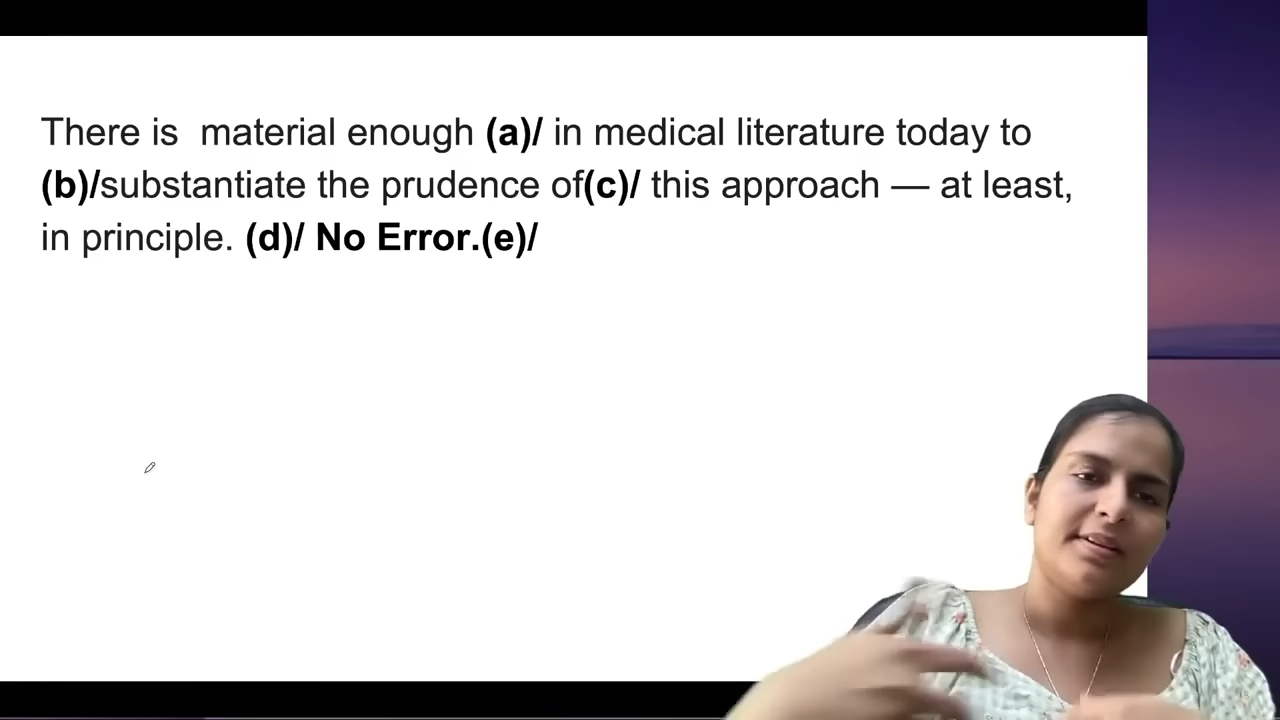 There is  material enough (a)/ in medical literature today to
(b)/substantiate the prudence of(c)/ this approach — at least,
in principle. (d)/ No Error.(e)/